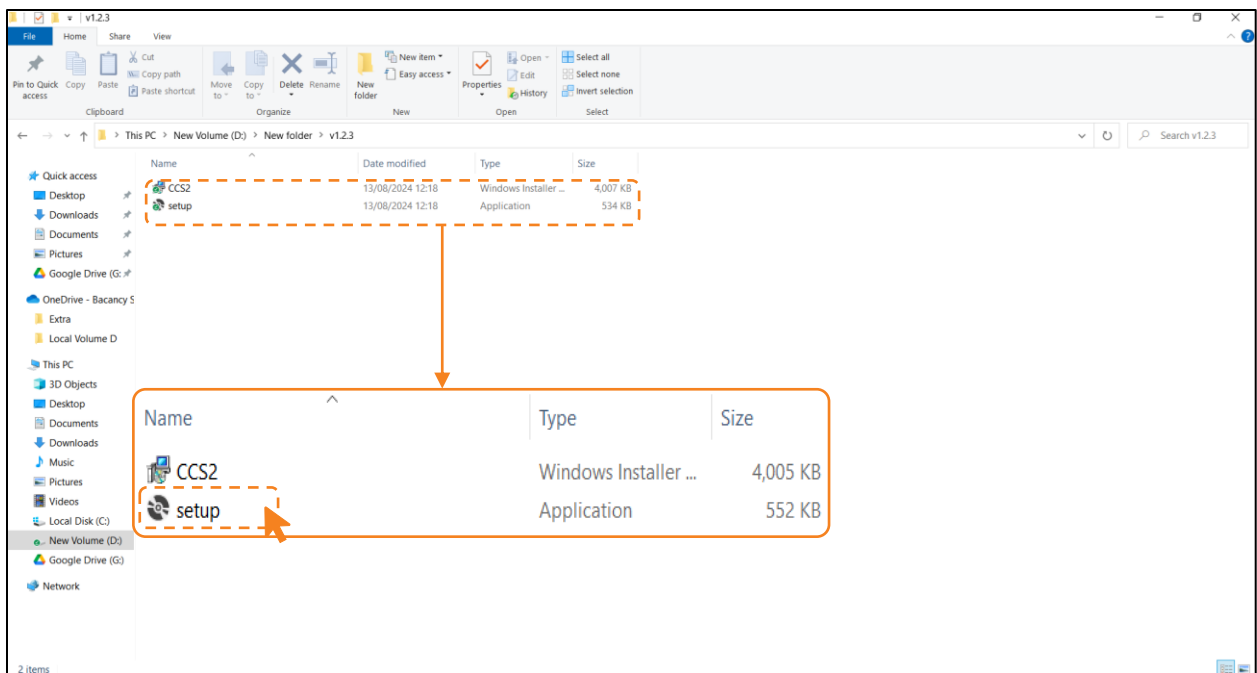 v1.2.3
File Home Share View
Pin to Quick access
Copy
Paste
Cut
Copy path
Paste shortcut
Clipboard
Move to
Copy to
Delete
Rename
Organize
New folder
New item
Easy access
New
Properties
Open
Edit
History
Open
Select all
Select none
Invert selection
Select
This PC > New Volume (D:) > New folder > v1.2.3
Search v1.2.3
Name Date modified Type Size
CCS2 13/08/2024 12:18 Windows Installer ... 4,007 KB
setup 13/08/2024 12:18 Application 534 KB
Quick access
Desktop
Downloads
Documents
Pictures
Google Drive (G:
OneDrive - Bacancy S
Extra
Local Volume D
This PC
3D Objects
Desktop
Documents
Downloads
Music
Pictures
Videos
Local Disk (C:)
New Volume (D:)
Google Drive (G:)
Network
Name Type Size
CCS2 Windows Installer ... 4,005 KB
setup Application 552 KB
2 items